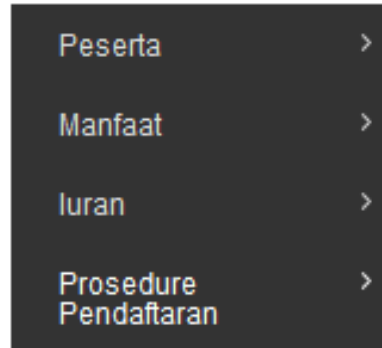 Peserta
Manfaat
Iuran
Prosedure
Pendaftaran